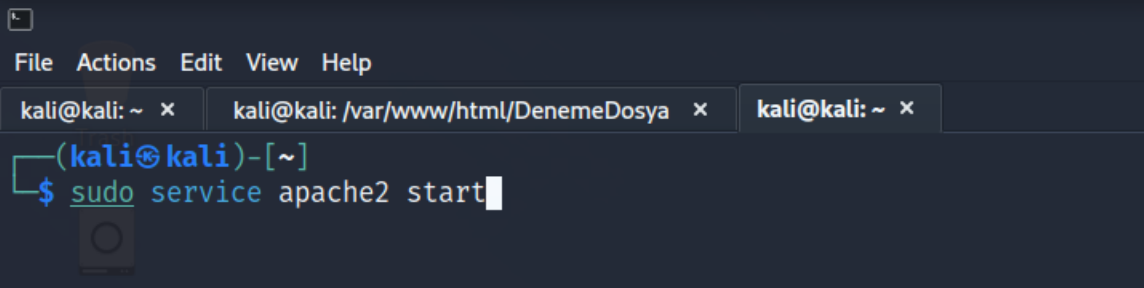 File Actions Edit View Help
kali@kali: ~ × kali@kali: /var/www/html/DenemeDosya × kali@kali: ~ ×
┌──(kali㉿kali)-[~]
└─$ sudo service apache2 start
Trash